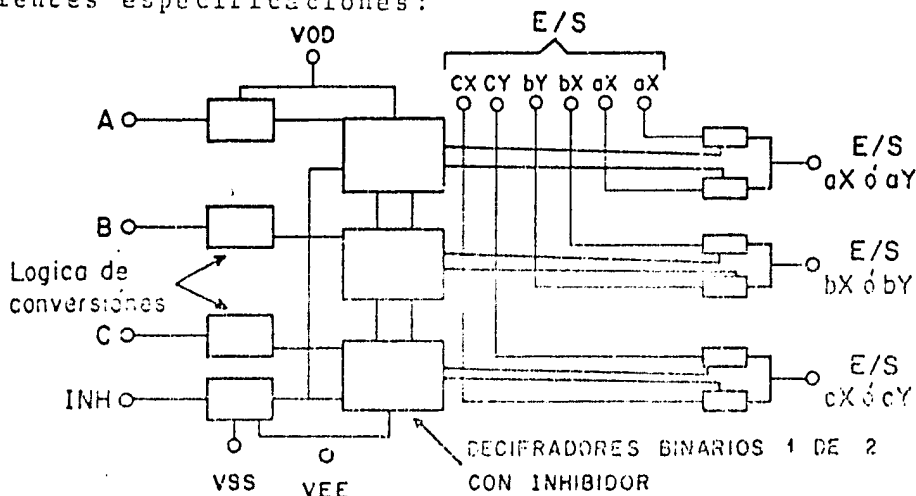 especificaciones:
VOD
E/S
CX CY bY bX aX aX
A
E/S
aX ó aY
B
E/S
bX ó bY
Logica de
conversiones
C
E/S
cX ó cY
INH
DECIFRADORES BINARIOS 1 DE 2
CON INHIBIDOR
VSS
VEE